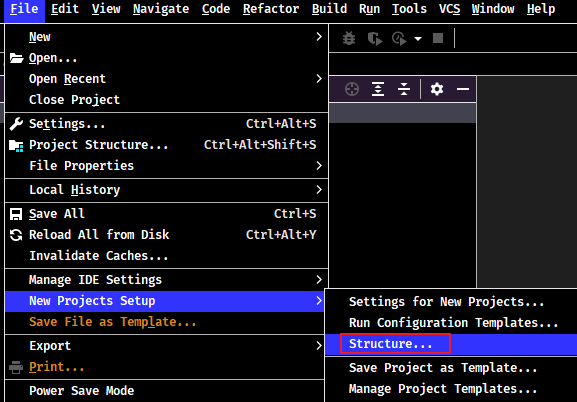 File Edit View Navigate Code Refactor Build Run Tools VCS Window Help
New
Open...
Open Recent
Close Project
Settings... Ctrl+Alt+S
Project Structure... Ctrl+Alt+Shift+S
File Properties
Local History
Save All Ctrl+S
Reload All from Disk Ctrl+Alt+Y
Invalidate Caches...
Manage IDE Settings
New Projects Setup
Save File as Template...
Export
Print...
Power Save Mode
Settings for New Projects...
Run Configuration Templates...
Structure...
Save Project as Template...
Manage Project Templates...